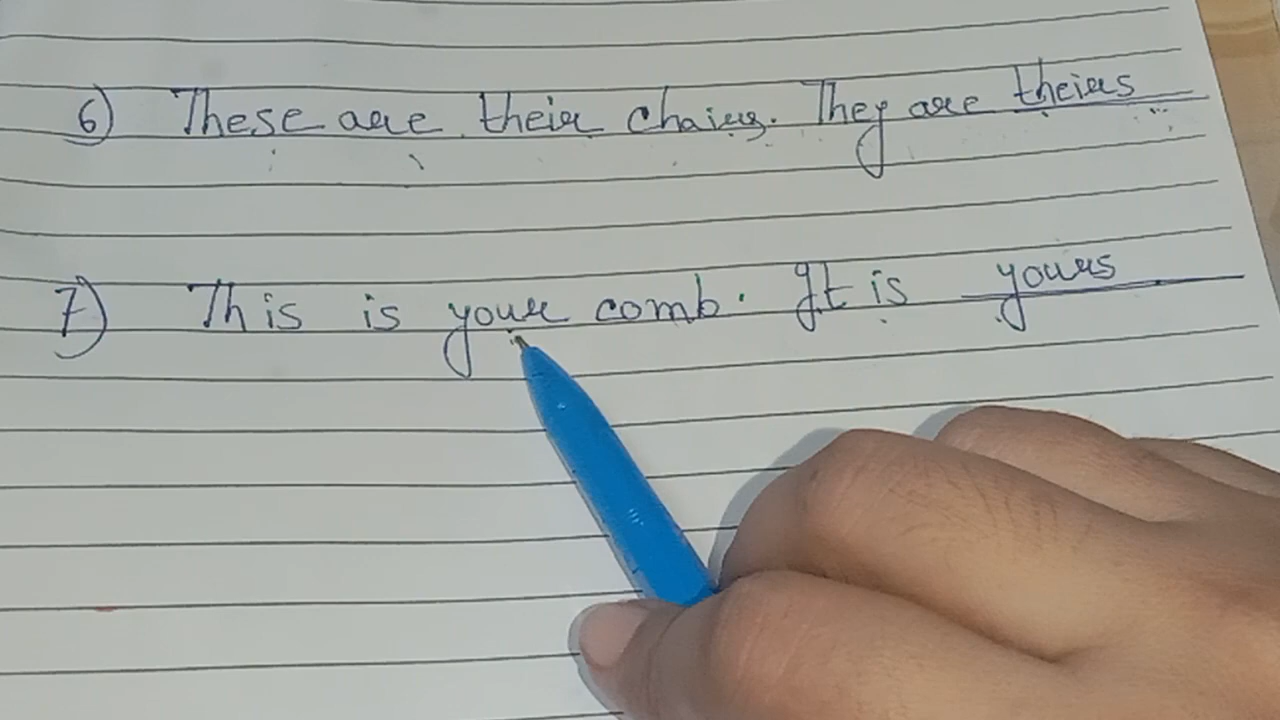 6) These are their chairs. They are theirs
7) This is your comb. It is yours